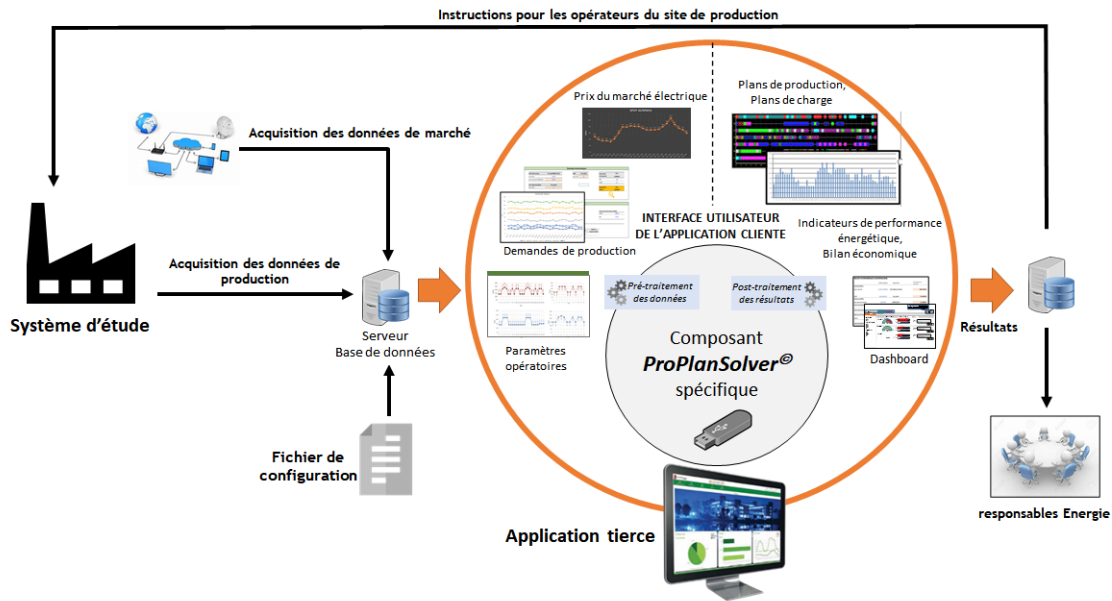 Instructions pour les opérateurs du site de production
Prix du marché électrique
Plans de production,
Plans de charge
Acquisition des données de marché
INTERFACE UTILISATEUR
DE L'APPLICATION CLIENTE
Demandes de production
Indicateurs de performance
énergétique,
Bilan économique
Acquisition des données de
production
Système d'étude
Serveur
Base de données
Pré-traitement
des données
Post-traitement
des résultats
Résultats
Paramètres
opératoires
Composant
ProPlanSolver©
spécifique
Dashboard
Fichier de
configuration
Application tierce
responsables Energie